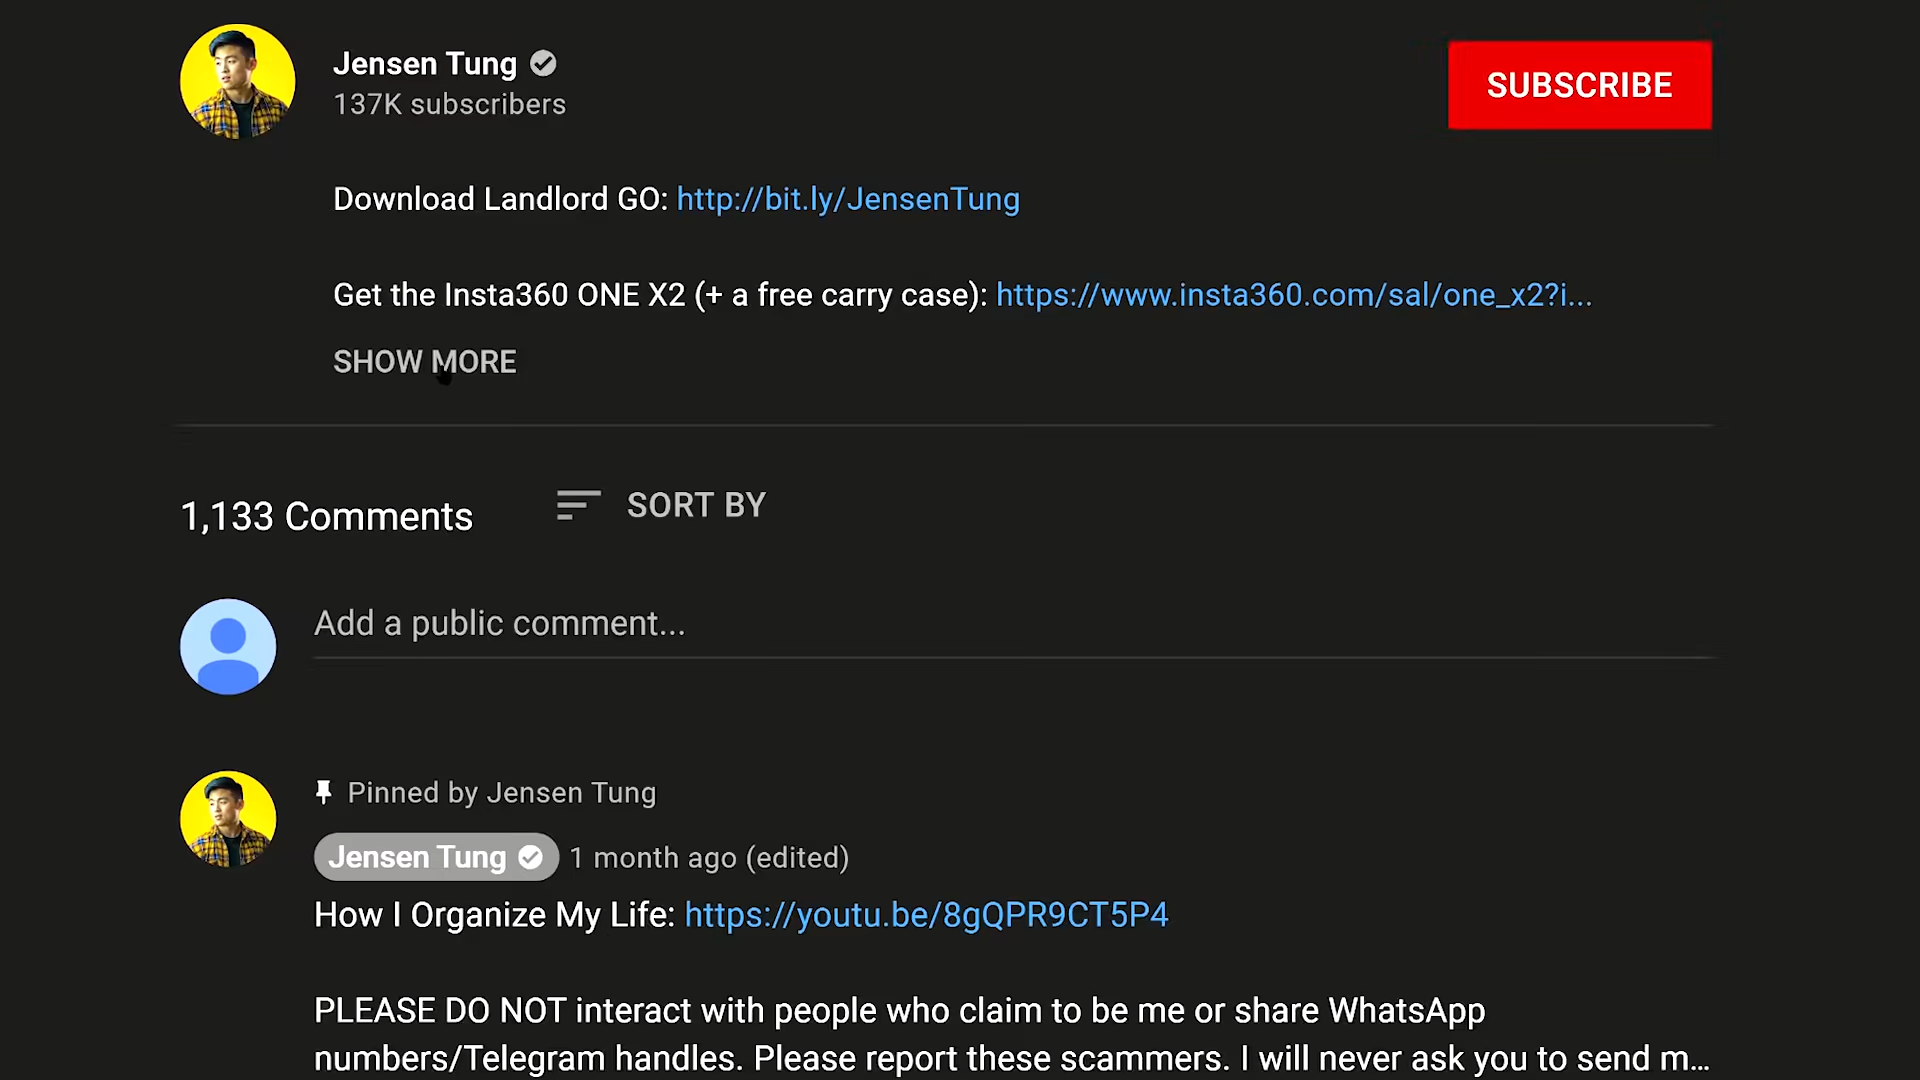 Jensen Tung
137K subscribers
SUBSCRIBE
Download Landlord GO: http://bit.ly/JensenTung
Get the Insta360 ONE X2 (+ a free carry case): https://www.insta360.com/sal/one_x2?i...
SHOW MORE
1,133 Comments
SORT BY
Add a public comment...
Pinned by Jensen Tung
Jensen Tung 1 month ago (edited)
How I Organize My Life: https://youtu.be/8gQPR9CT5P4
PLEASE DO NOT interact with people who claim to be me or share WhatsApp
numbers/Telegram handles. Please report these scammers. I will never ask you to send m...